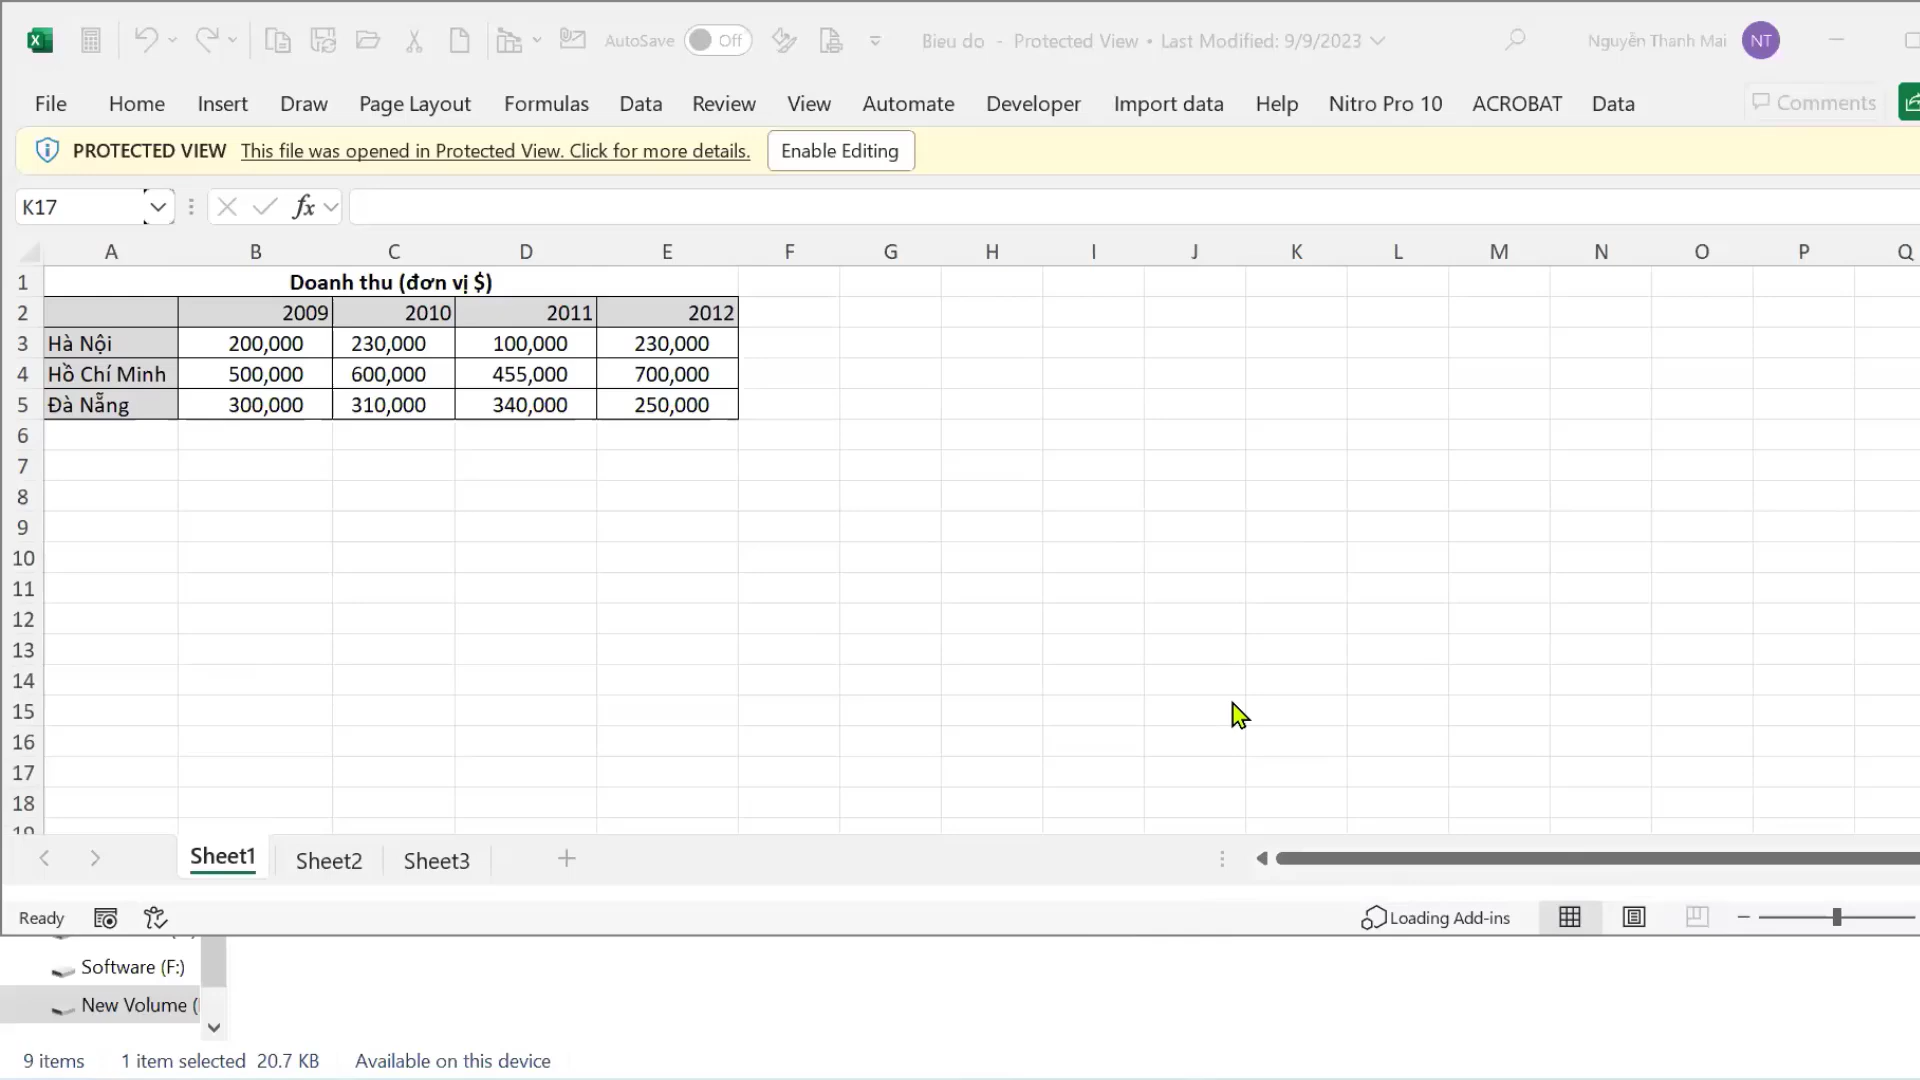 AutoSave Off Bieu do - Protected View • Last Modified: 9/9/2023 Nguyễn Thanh Mai NT
File Home Insert Draw Page Layout Formulas Data Review View Automate Developer Import data Help Nitro Pro 10 ACROBAT Data Comments
PROTECTED VIEW This file was opened in Protected View. Click for more details. Enable Editing
K17 fx
A B C D E F G H I J K L M N O P Q
1 Doanh thu (đơn vị $)
2 2009 2010 2011 2012
3 Hà Nội 200,000 230,000 100,000 230,000
4 Hồ Chí Minh 500,000 600,000 455,000 700,000
5 Đà Nẵng 300,000 310,000 340,000 250,000
6
7
8
9
10
11
12
13
14
15
16
17
18
19
Sheet1 Sheet2 Sheet3
Ready Loading Add-ins
Software (F:)
New Volume (
9 items 1 item selected 20.7 KB Available on this device